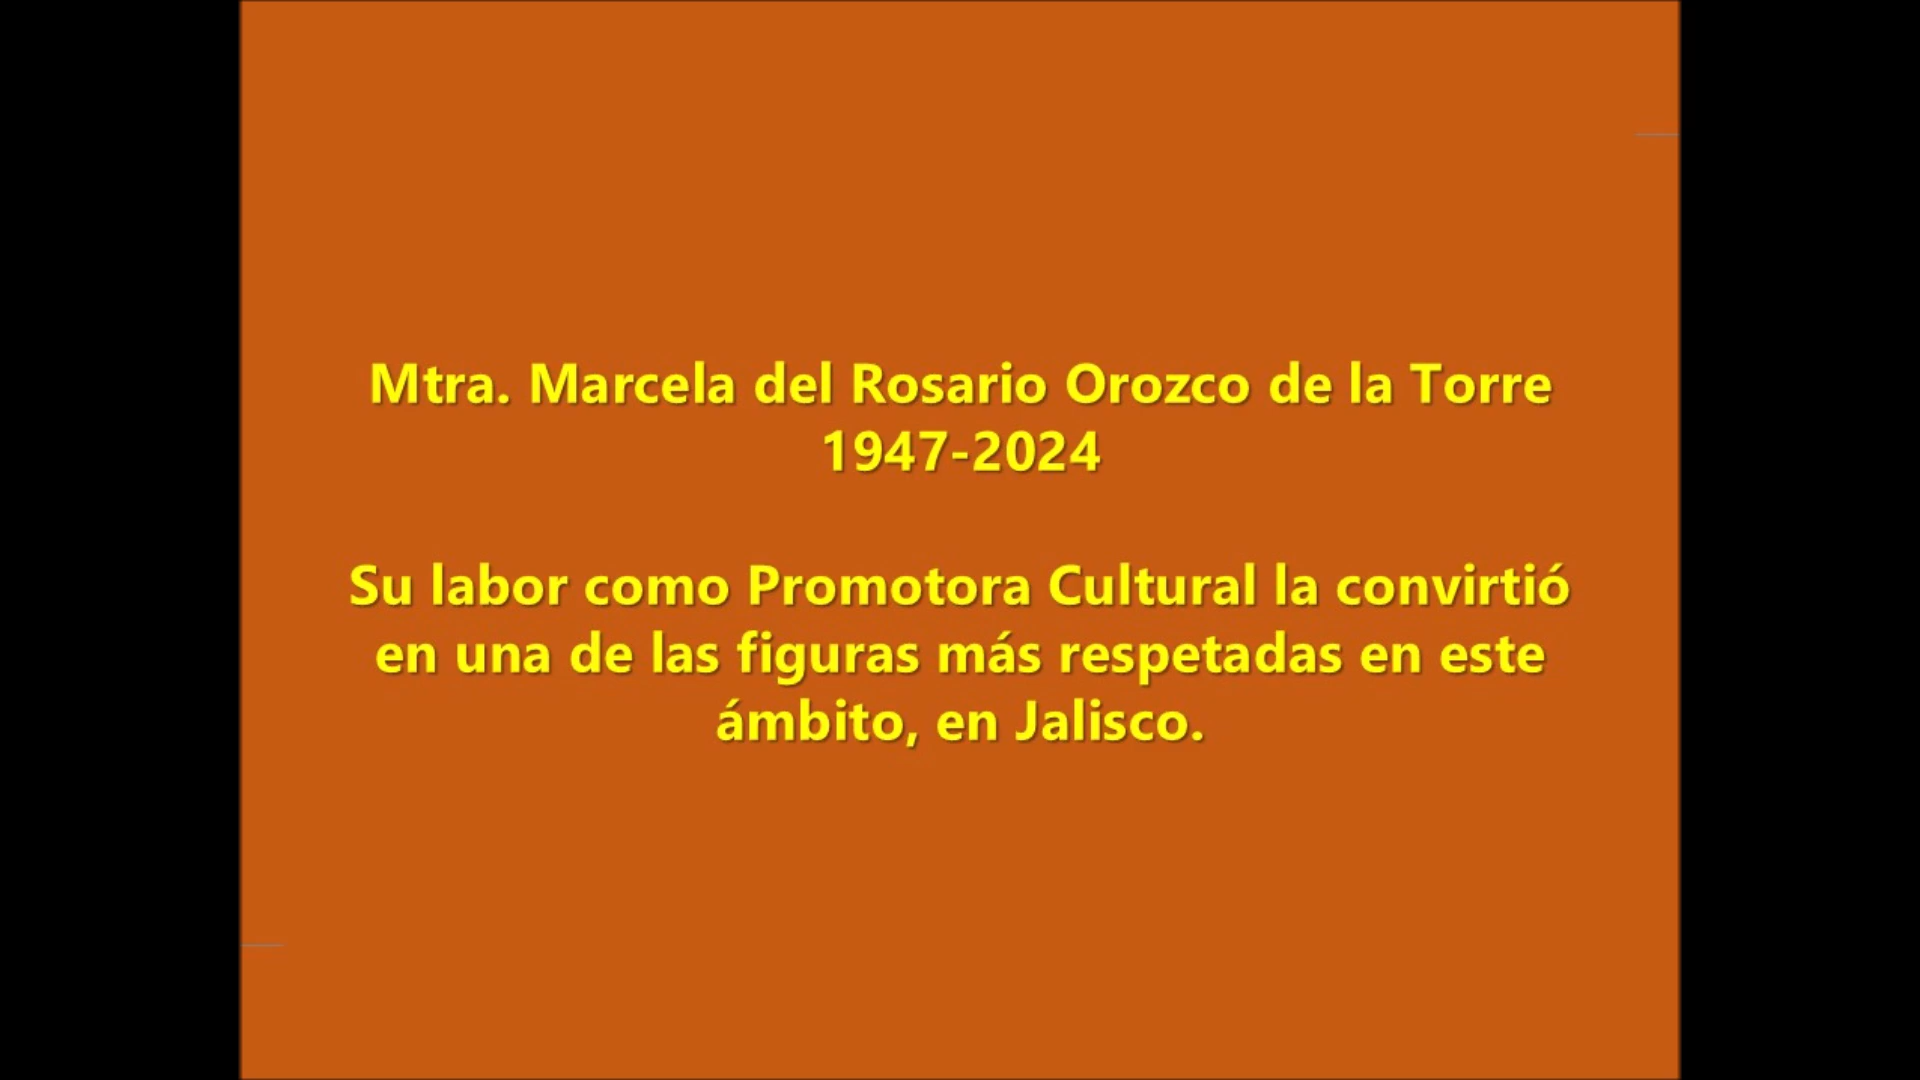 Mtra. Marcela del Rosario Orozco de la Torre
1947-2024
Su labor como Promotora Cultural la convirtió
en una de las figuras más respetadas en este
ámbito, en Jalisco.